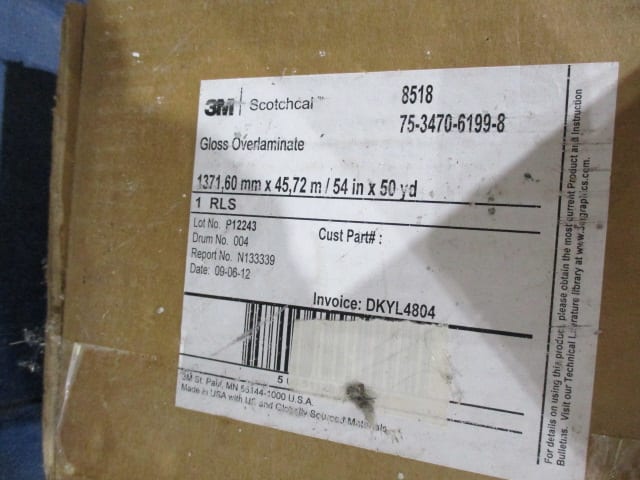 3M Scotchcal
8518
75-3470-6199-8
Gloss Overlaminate
1371,60 mm x 45,72 m / 54 in x 50 yd
1 RLS
Lot No. P12243
Drum No. 004
Report No. N133339
Date: 09-06-12
Cust Part# :
Invoice: DKYL4804
5
3M St. Paul, MN 55144-1000 U.S.A.
Made in USA with US and Globally Sourced Materials
For details on using this product, please obtain the most current Product and Instruction
Bulletins. Visit our Technical Literature library at www.3mgraphics.com.